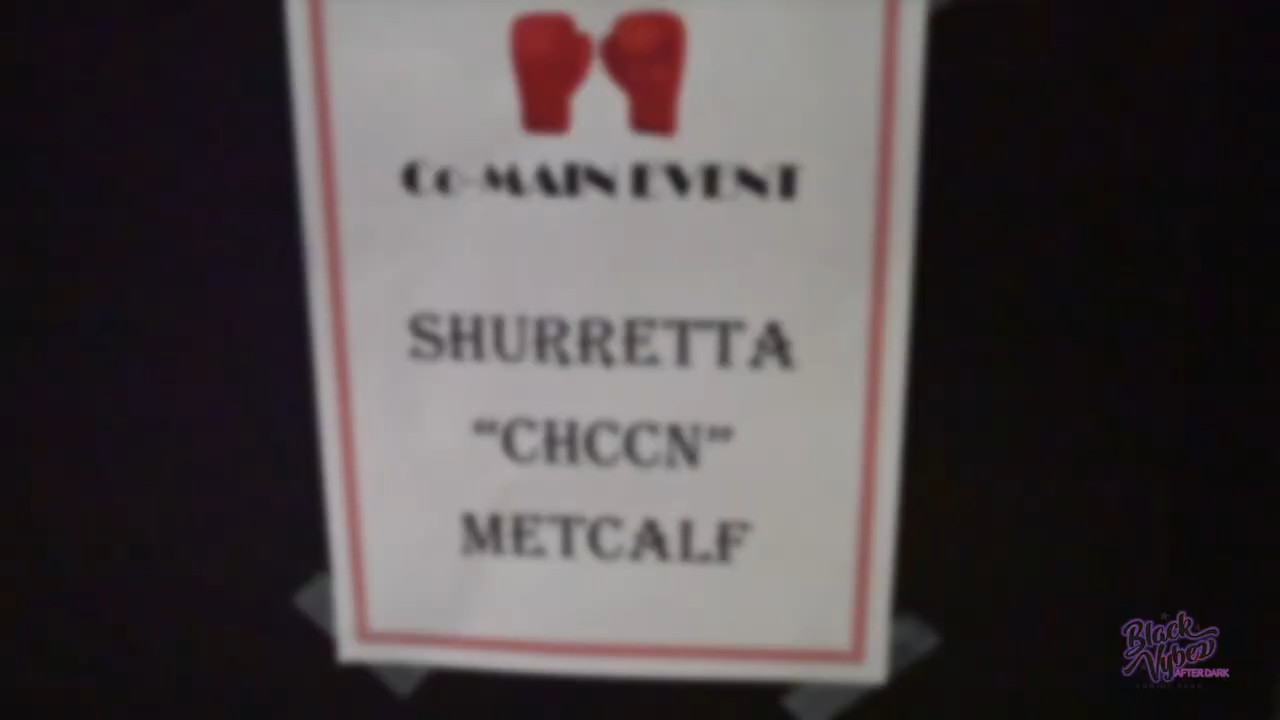 Co-MAIN EVENT
SHURRETTA
“CHCCN”
METCALF
Black
Vybez
AFTER DARK